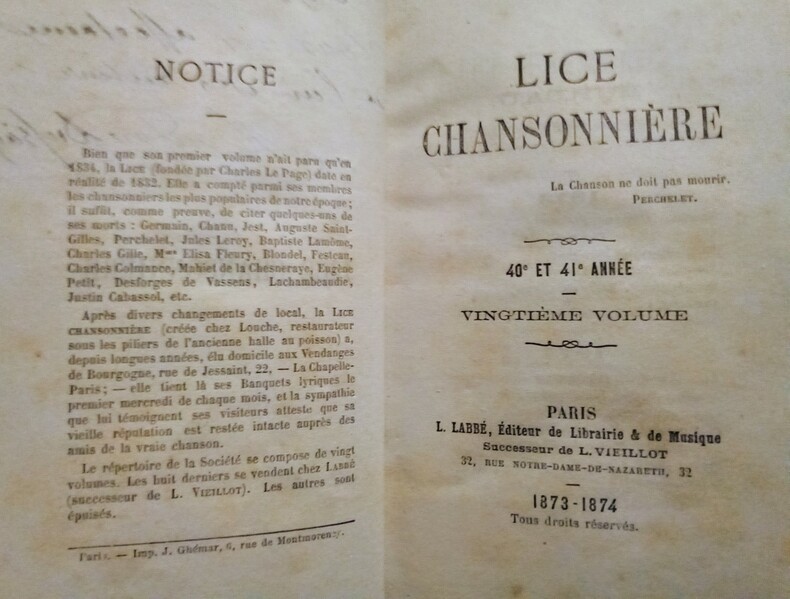 NOTICE
Bien que son premier volume n'ait paru qu'en
1834, la LICE (fondée par Charles Le Page) date en
réalité de 1832. Elle a compté parmi ses membres
les chansonniers les plus populaires de notre époque;
il suffit, comme preuve, de citer quelques-uns de
ses morts : Germain, Chanu, Jest, Auguste Saint-
Gilles, Perchelet, Jules Leroy, Baptiste Lamôme,
Charles Gille, Mme Elisa Fleury, Blondel, Festeau,
Charles Colmance, Mahiet de la Chesneraye, Eugène
Petit, Desforges de Vassens, Lachambeaudie,
Justin Cabassol, etc.
Après divers changements de local, la LICE
CHANSONNIÈRE (créée chez Louche, restaurateur
sous les piliers de l'ancienne halle au poisson) a,
depuis longues années, élu domicile aux Vendanges
de Bourgogne, rue de Jessaint, 22, — La Chapelle-
Paris; — elle tient là ses Banquets lyriques le
premier mercredi de chaque mois, et la sympathie
que lui témoignent ses visiteurs atteste que sa
vieille réputation est restée intacte auprès des
amis de la vraie chanson.
Le répertoire de la Société se compose de vingt
volumes. Les huit derniers se vendent chez LABBÉ
(successeur de L. VIEILLOT). Les autres sont
épuisés.
Paris. — Imp. J. Ghémar, 6, rue de Montmorency.
LICE
CHANSONNIÈRE
La Chanson ne doit pas mourir.
PERCHELET.
40e ET 41e ANNÉE
VINGTIÈME VOLUME
PARIS
L. LABBÉ, Éditeur de Librairie & de Musique
Successeur de L. VIEILLOT
32, RUE NOTRE-DAME-DE-NAZARETH, 32
1873-1874
Tous droits réservés.